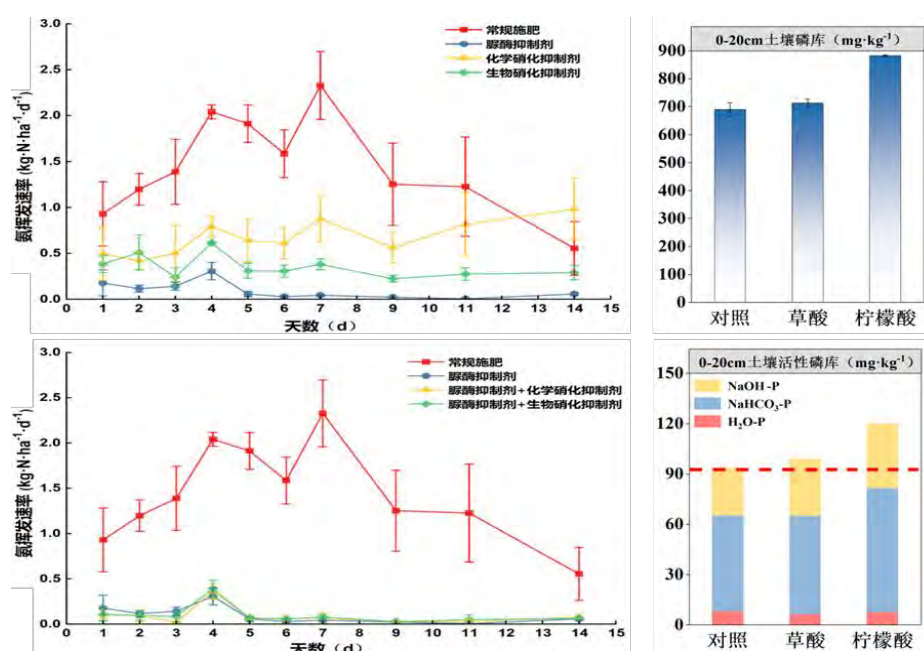 氨挥发速率 (kg·N·ha⁻¹·d⁻¹)
3.0
2.5
2.0
1.5
1.0
0.5
0.0
常规施肥
脲酶抑制剂
化学硝化抑制剂
生物硝化抑制剂
0 1 2 3 4 5 6 7 8 9 10 11 12 13 14 15
天数（d）
0-20cm土壤磷库（mg·kg⁻¹）
900
800
700
600
500
400
300
200
100
0
对照 草酸 柠檬酸
氨挥发速率 (kg·N·ha⁻¹·d⁻¹)
3.0
2.5
2.0
1.5
1.0
0.5
0.0
常规施肥
脲酶抑制剂
脲酶抑制剂+化学硝化抑制剂
脲酶抑制剂+生物硝化抑制剂
0 1 2 3 4 5 6 7 8 9 10 11 12 13 14 15
天数（d）
0-20cm土壤活性磷库（mg·kg⁻¹）
150
120
90
60
30
0
NaOH-P
NaHCO₃-P
H₂O-P
对照 草酸 柠檬酸